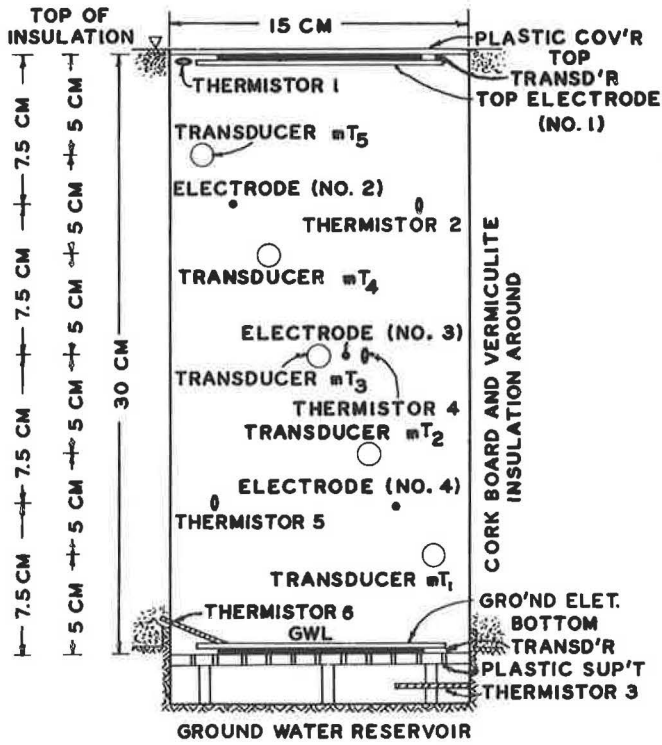 TOP OF
INSULATION
15 CM
PLASTIC COV'R
TOP
TRANSD'R
TOP ELECTRODE
(NO. 1)
THERMISTOR 1
TRANSDUCER mT5
ELECTRODE (NO. 2)
THERMISTOR 2
TRANSDUCER mT4
ELECTRODE (NO. 3)
TRANSDUCER mT3
THERMISTOR 4
TRANSDUCER mT2
ELECTRODE (NO. 4)
THERMISTOR 5
TRANSDUCER mT1
THERMISTOR 6
GWL
GRO'ND ELET.
BOTTOM
TRANSD'R
PLASTIC SUP'T
THERMISTOR 3
GROUND WATER RESERVOIR
7.5 CM
7.5 CM
7.5 CM
7.5 CM
5 CM
5 CM
5 CM
5 CM
5 CM
5 CM
30 CM
CORK BOARD AND VERMICULITE
INSULATION AROUND